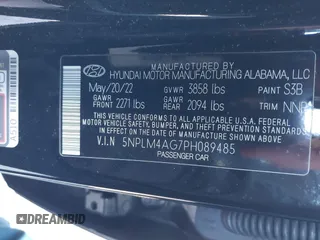 MANUFACTURED BY
HYUNDAI MOTOR MANUFACTURING ALABAMA, LLC
May/20/22 GVWR 3858 lbs PAINT S3B
GAWR FRONT 2271 lbs GAWR REAR 2094 lbs TRIM NNB
THIS VEHICLE CONFORMS TO ALL APPLICABLE U.S.A. FEDERAL
MOTOR VEHICLE SAFETY, BUMPER, AND THEFT PREVENTION
STANDARDS IN EFFECT ON THE DATE OF MANUFACTURE
SHOWN ABOVE.
V.I.N 5NPLM4AG7PH089485
PASSENGER CAR
DREAMBID